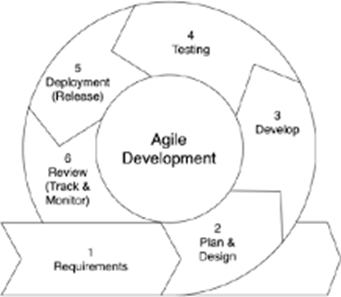 Agile
Development
1
Requirements
2
Plan &
Design
3
Develop
4
Testing
5
Deployment
(Release)
6
Review
(Track &
Monitor)